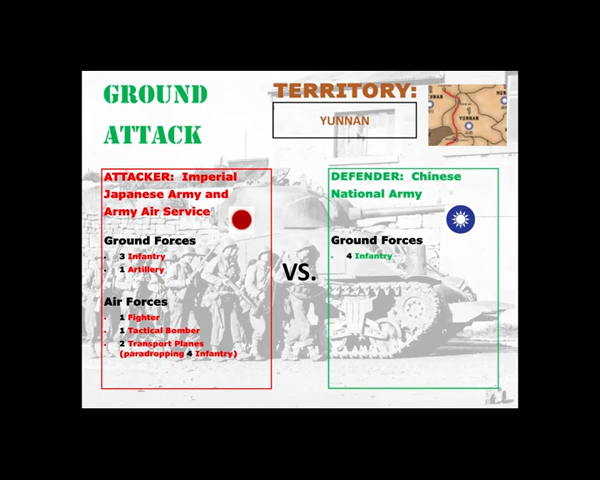 GROUND
ATTACK
TERRITORY:
YUNNAN
YUNNAN
ATTACKER: Imperial
Japanese Army and
Army Air Service
Ground Forces
3 Infantry
1 Artillery
Air Forces
1 Fighter
1 Tactical Bomber
2 Transport Planes
(paradropping 4 Infantry)
VS.
DEFENDER: Chinese
National Army
Ground Forces
4 Infantry